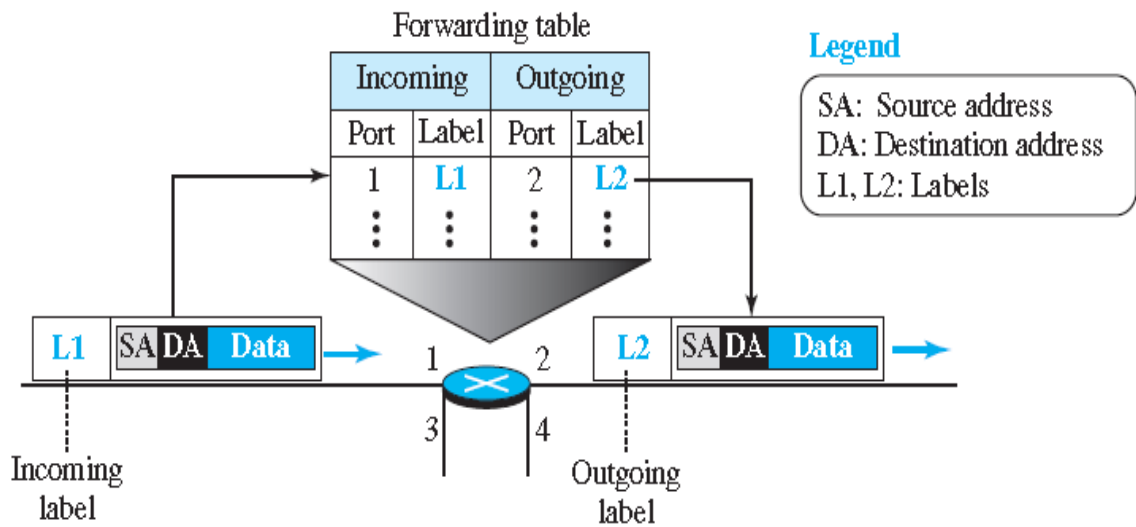 Forwarding table
Incoming Outgoing
Port Label Port Label
1 L1 2 L2
Legend
SA: Source address
DA: Destination address
L1, L2: Labels
L1 SA DA Data
1 2
3 4
L2 SA DA Data
Incoming
label
Outgoing
label